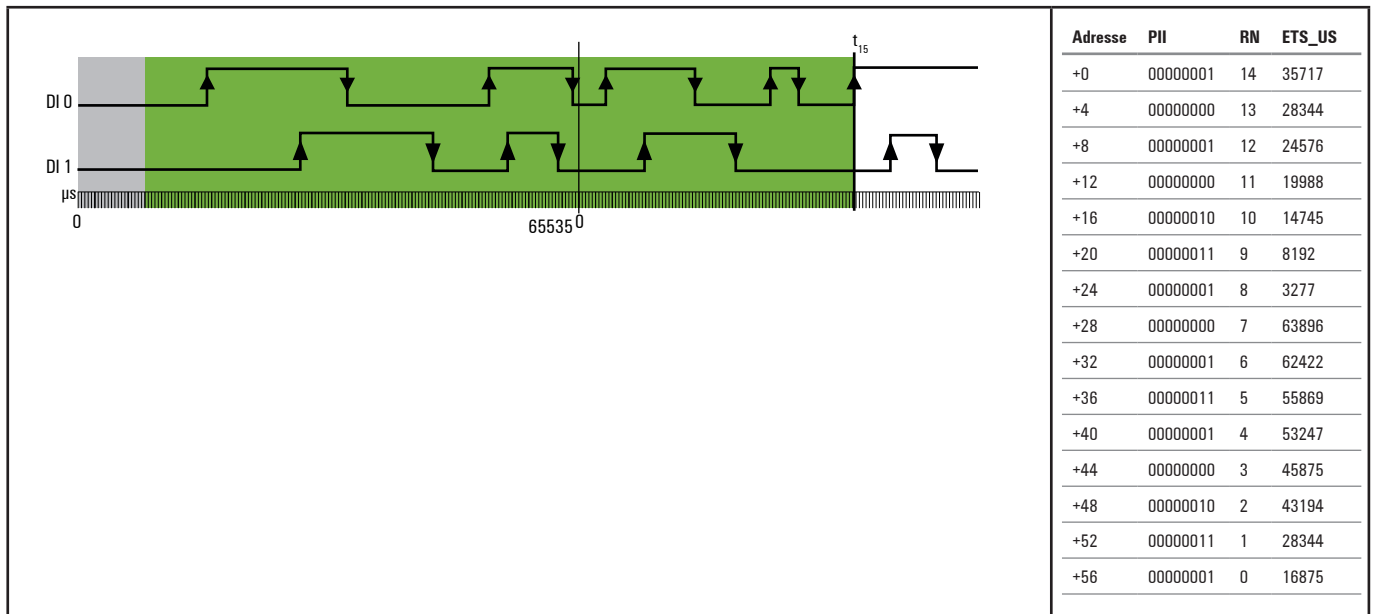 t15
DI 0
DI 1
µs
0
65535 0
Adresse PII RN ETS_US
+0 00000001 14 35717
+4 00000000 13 28344
+8 00000001 12 24576
+12 00000000 11 19988
+16 00000010 10 14745
+20 00000011 9 8192
+24 00000001 8 3277
+28 00000000 7 63896
+32 00000001 6 62422
+36 00000011 5 55869
+40 00000001 4 53247
+44 00000000 3 45875
+48 00000010 2 43194
+52 00000011 1 28344
+56 00000001 0 16875